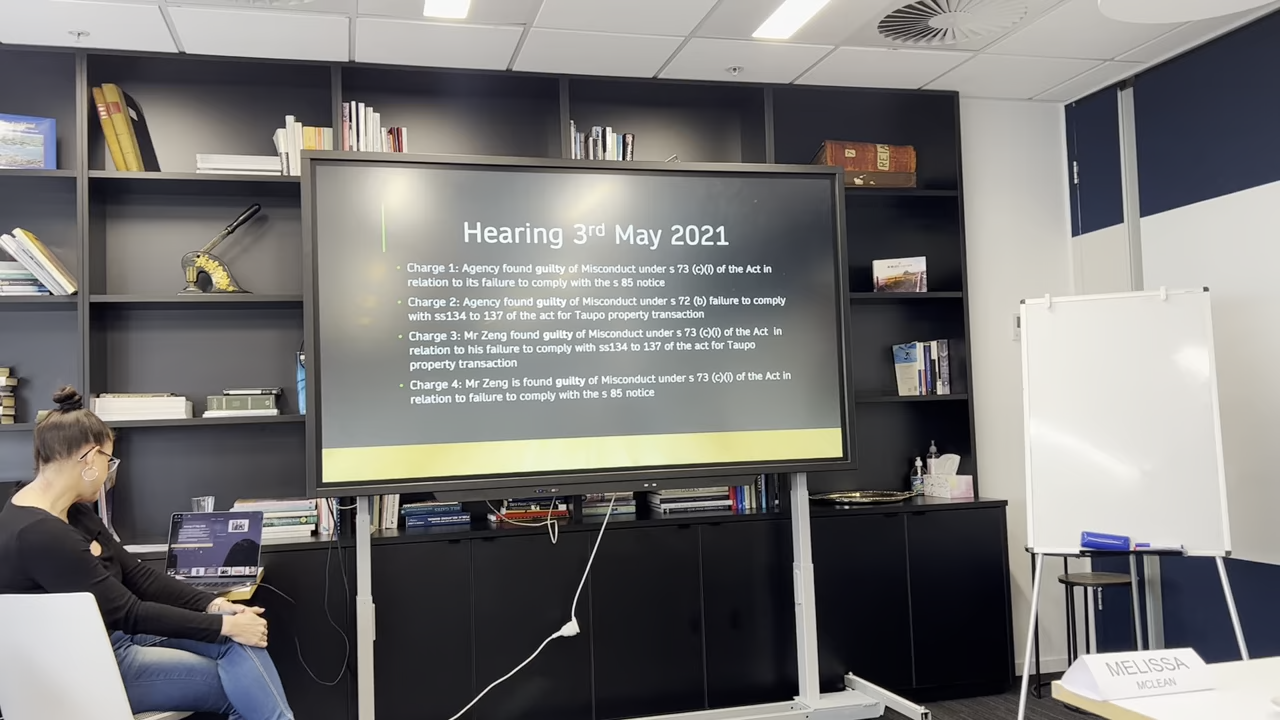 Hearing 3rd May 2021
• Charge 1: Agency found guilty of Misconduct under s 73 (c)(i) of the Act in
relation to its failure to comply with the s 85 notice
• Charge 2: Agency found guilty of Misconduct under s 72 (b) failure to comply
with ss134 to 137 of the act for Taupo property transaction
• Charge 3: Mr Zeng found guilty of Misconduct under s 73 (c)(i) of the Act in
relation to his failure to comply with ss134 to 137 of the act for Taupo
property transaction
• Charge 4: Mr Zeng is found guilty of Misconduct under s 73 (c)(i) of the Act in
relation to failure to comply with the s 85 notice
MELISSA
MCLEAN